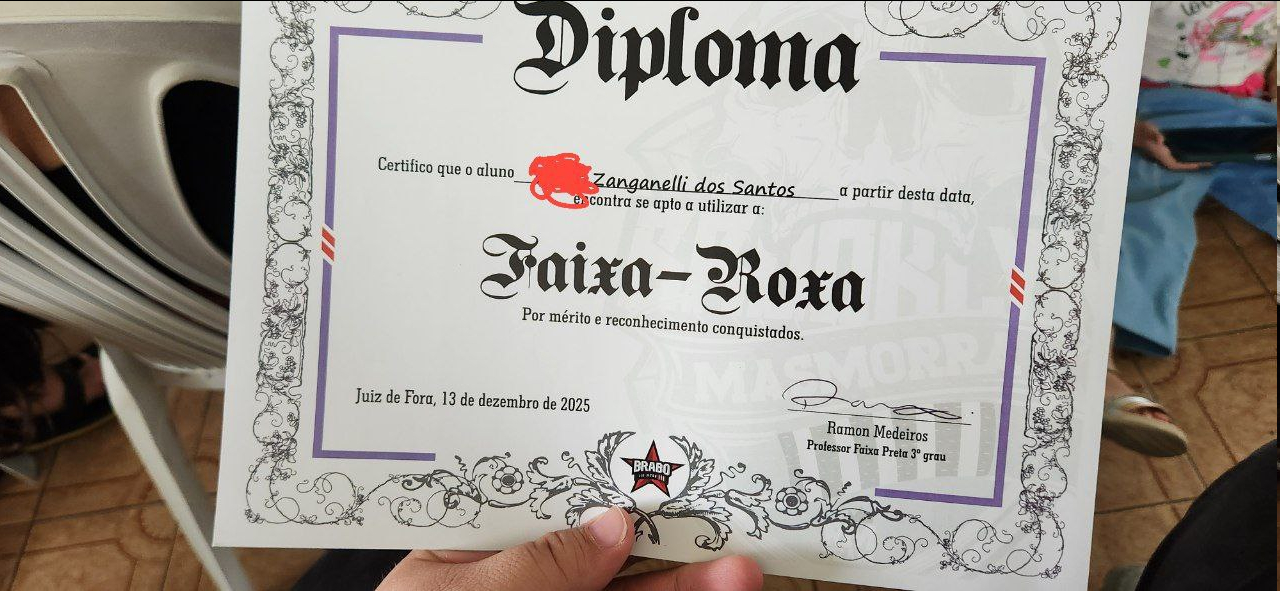 Diploma
Certifico que o aluno Zanganelli dos Santos a partir desta data,
encontra se apto a utilizar a:
Faixa-Roxa
Por mérito e reconhecimento conquistados.
MASMORRA
Juiz de Fora, 13 de dezembro de 2025
Ramon Medeiros
Professor Faixa Preta 3º grau
BRABO